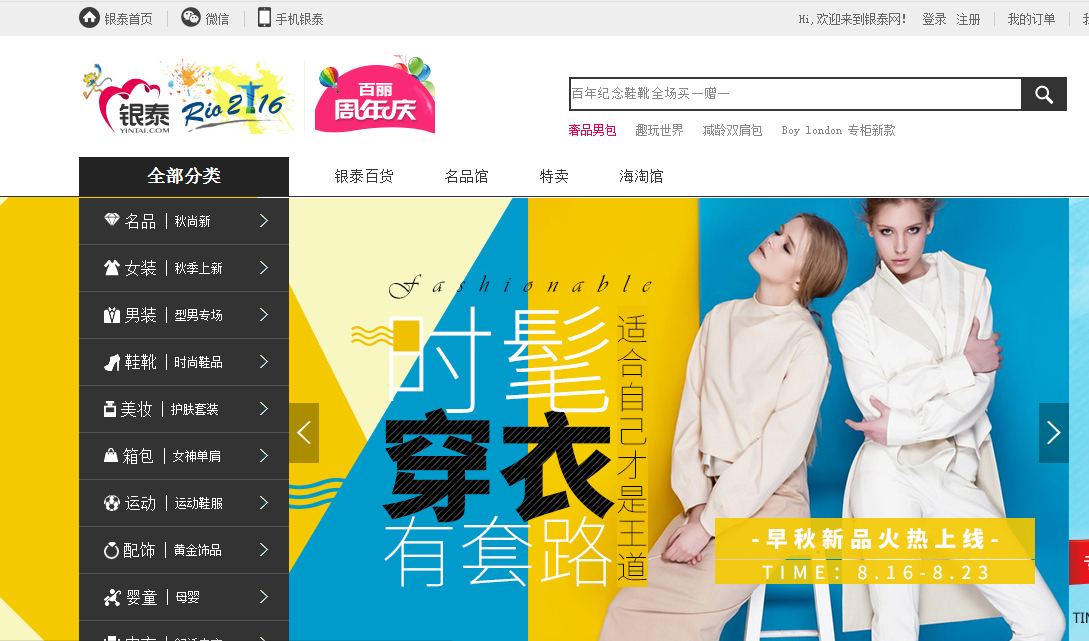 银泰首页
微信
手机银泰
Hi,欢迎来到银泰网!
登录
注册
我的订单
银泰
YINTAI.COM
Rio 2016
百丽
周年庆
百年纪念鞋靴全场买一赠一
奢品男包
趣玩世界
减龄双肩包
Boy london 专柜新款
全部分类
银泰百货
名品馆
特卖
海淘馆
名品 | 秋尚新
女装 | 秋季上新
男装 | 型男专场
鞋靴 | 时尚鞋品
美妆 | 护肤套装
箱包 | 女神单肩
运动 | 运动鞋服
配饰 | 黄金饰品
婴童 | 母婴
Fashionable
时髦
穿衣
有套路
适合自己才是王道
-早秋新品火热上线-
TIME: 8.16-8.23